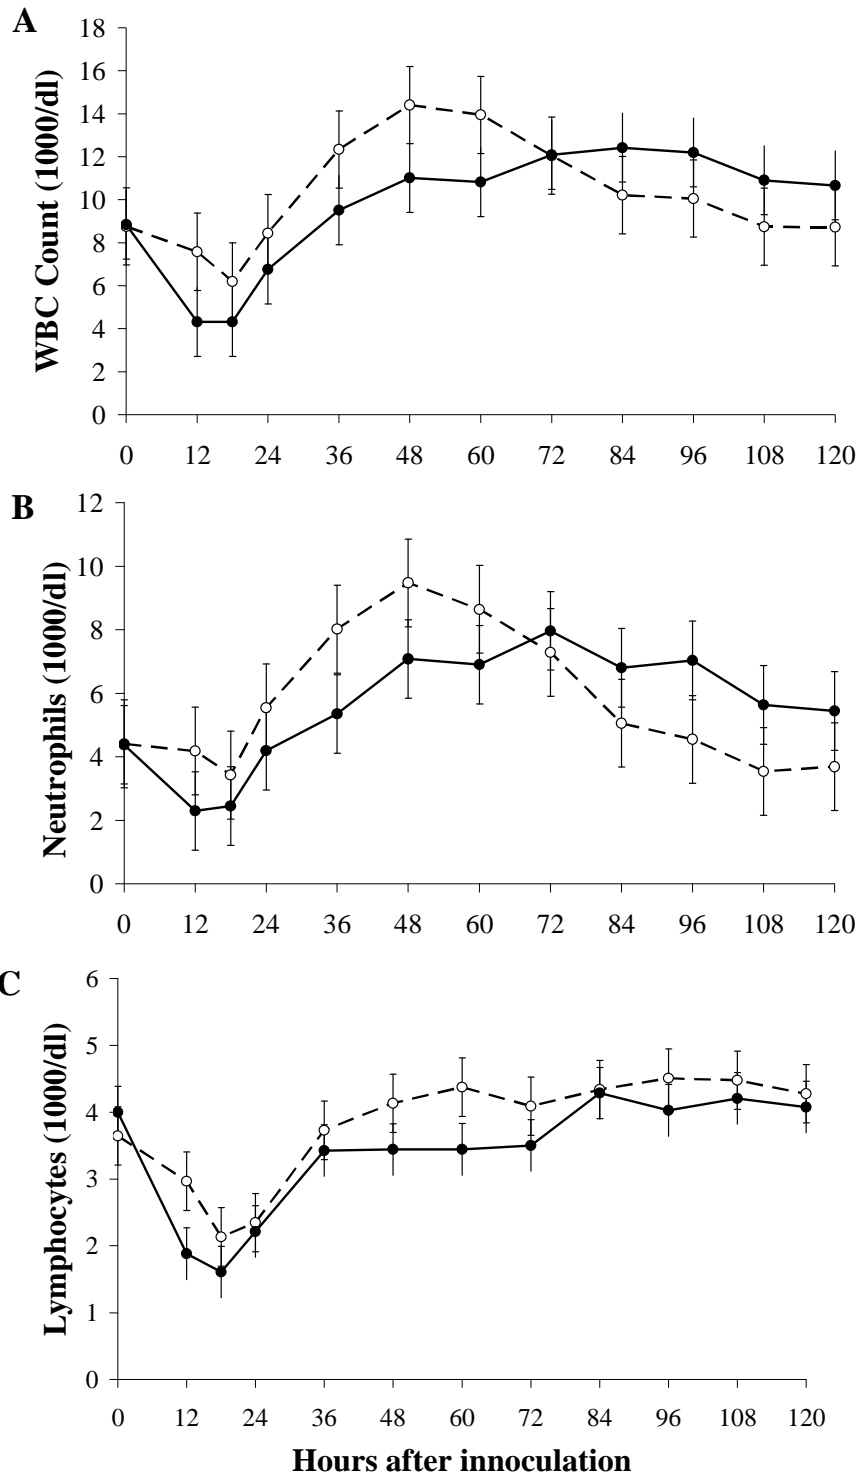 A
WBC Count (1000/dl)
18
16
14
12
10
8
6
4
2
0
0 12 24 36 48 60 72 84 96 108 120
B
Neutrophils (1000/dl)
12
10
8
6
4
2
0
0 12 24 36 48 60 72 84 96 108 120
C
Lymphocytes (1000/dl)
6
5
4
3
2
1
0
0 12 24 36 48 60 72 84 96 108 120
Hours after innoculation